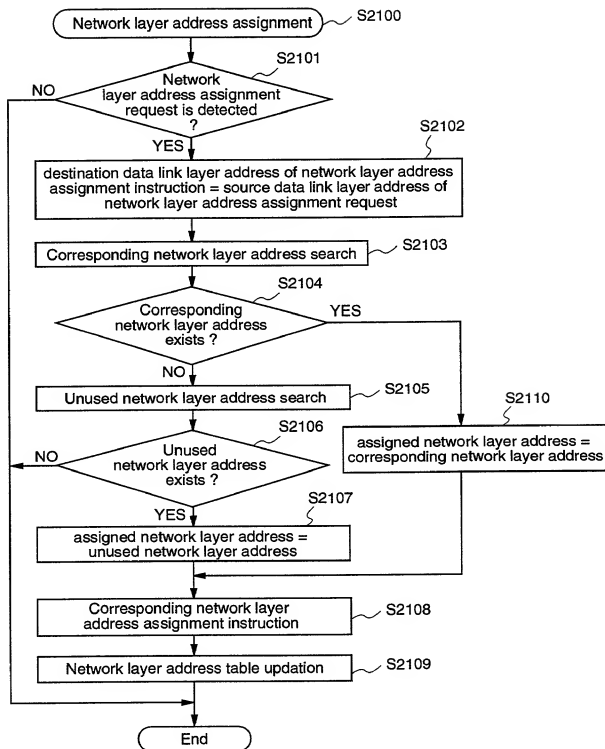 Network layer address assignment
S2100
S2101
Network
layer address assignment
request is detected
?
NO
YES
S2102
destination data link layer address of network layer address
assignment instruction = source data link layer address of
network layer address assignment request
S2103
Corresponding network layer address search
S2104
Corresponding
network layer address
exists ?
YES
NO
S2105
Unused network layer address search
S2110
assigned network layer address =
corresponding network layer address
S2106
Unused
network layer address
exists ?
NO
YES
S2107
assigned network layer address =
unused network layer address
Corresponding network layer
address assignment instruction
S2108
Network layer address table updation
S2109
End